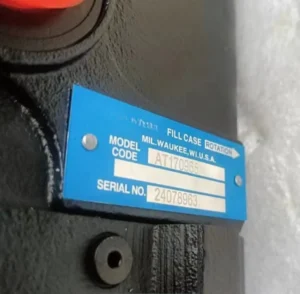 FILL CASE ROTATION
MIL.WAUKEE,WI.U.S.A.
MODEL
CODE
SERIAL NO. 24078963